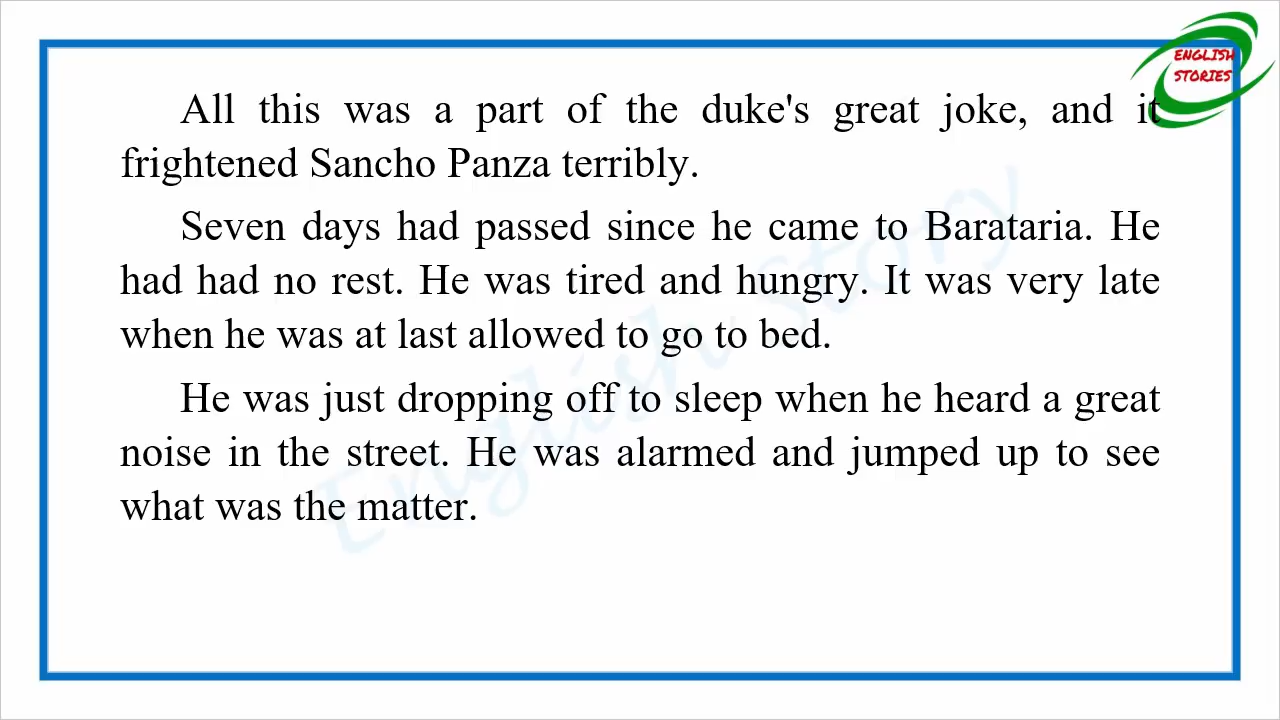 ENGLISH
STORIES
All this was a part of the duke's great joke, and it
frightened Sancho Panza terribly.
Seven days had passed since he came to Barataria. He
had had no rest. He was tired and hungry. It was very late
when he was at last allowed to go to bed.
He was just dropping off to sleep when he heard a great
noise in the street. He was alarmed and jumped up to see
what was the matter.
English Story